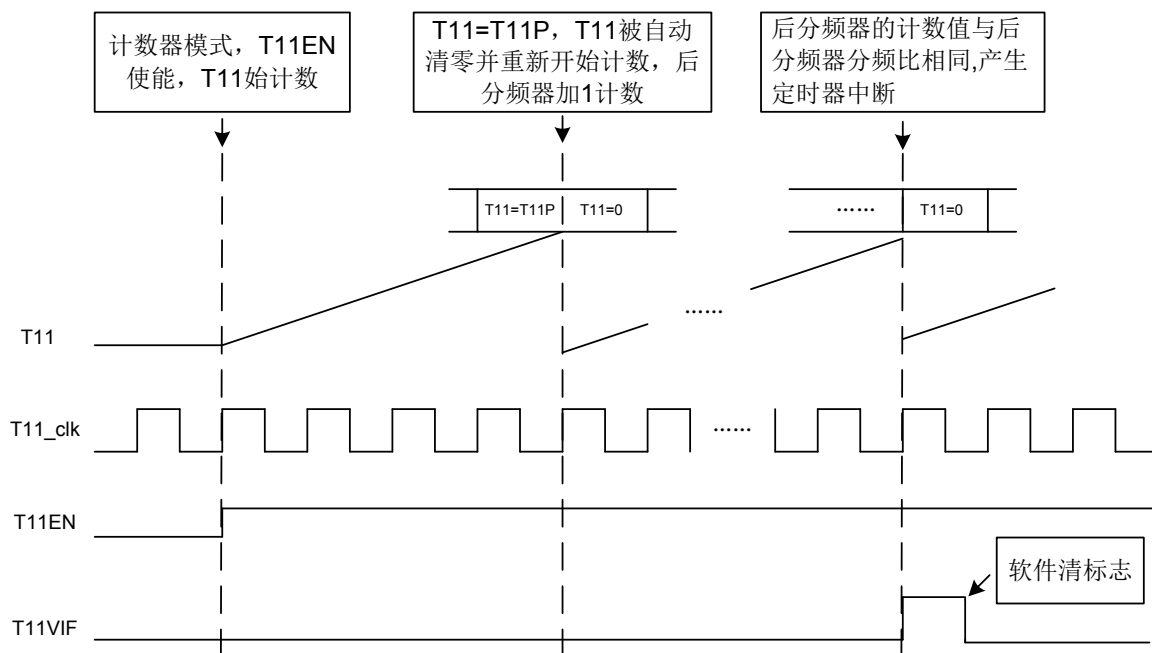 计数器模式，T11EN
使能，T11始计数
T11=T11P，T11被自动
清零并重新开始计数，后
分频器加1计数
后分频器的计数值与后
分频器分频比相同,产生
定时器中断
T11=T11P
T11=0
……
T11=0
……
T11
T11_clk
……
T11EN
软件清标志
T11VIF